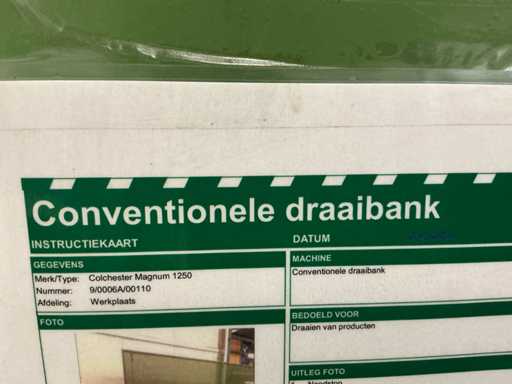 Conventionele draaibank
INSTRUCTIEKAART
DATUM
GEGEVENS
Merk/Type: Colchester Magnum 1250
Nummer: 9/0006A/00110
Afdeling: Werkplaats
FOTO
MACHINE
Conventionele draaibank
BEDOELD VOOR
Draaien van producten
UITLEG FOTO
Noodstop